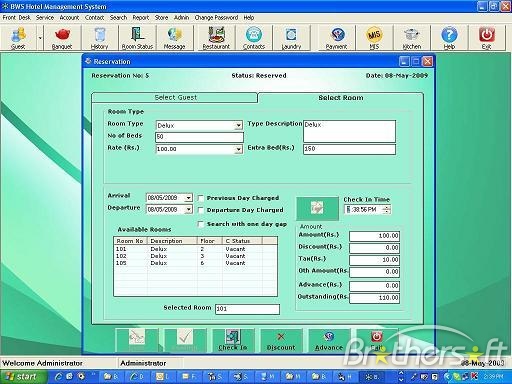 BWS Hotel Management System
Front Desk Service Account Contact Search Report Store Admin Change Password Help
Guest Banquet History Room Status Message Restaurant Contacts Laundry Payment MIS Kitchen Help Exit
Reservation
Reservation No: 5 Status: Reserved Date: 08-May-2009
Select Guest Select Room
Room Type
Room Type Delux Type Description Delux
No of Beds 50
Rate (Rs.) 100.00 Extra Bed(Rs.) 150
Arrival 08/05/2009 Previous Day Charged Check In Time
Departure 08/05/2009 Departure Day Charged :38:56 PM
Search with one day gap
Available Rooms Amount
Room No Description Floor C Status Amount(Rs.) 100.00
101 Delux 2 Vacant Discount(Rs.) 0.00
102 Delux 3 Vacant Tax(Rs.) 10.00
105 Delux 6 Vacant Oth Amount(Rs.) 0.00
Advance(Rs.) 0.00
Outstanding(Rs.) 110.00
Selected Room 101
Check In Discount Advance Exit
Welcome Administrator Administrator 08-May-2009
Brothersoft
start 2:39 PM